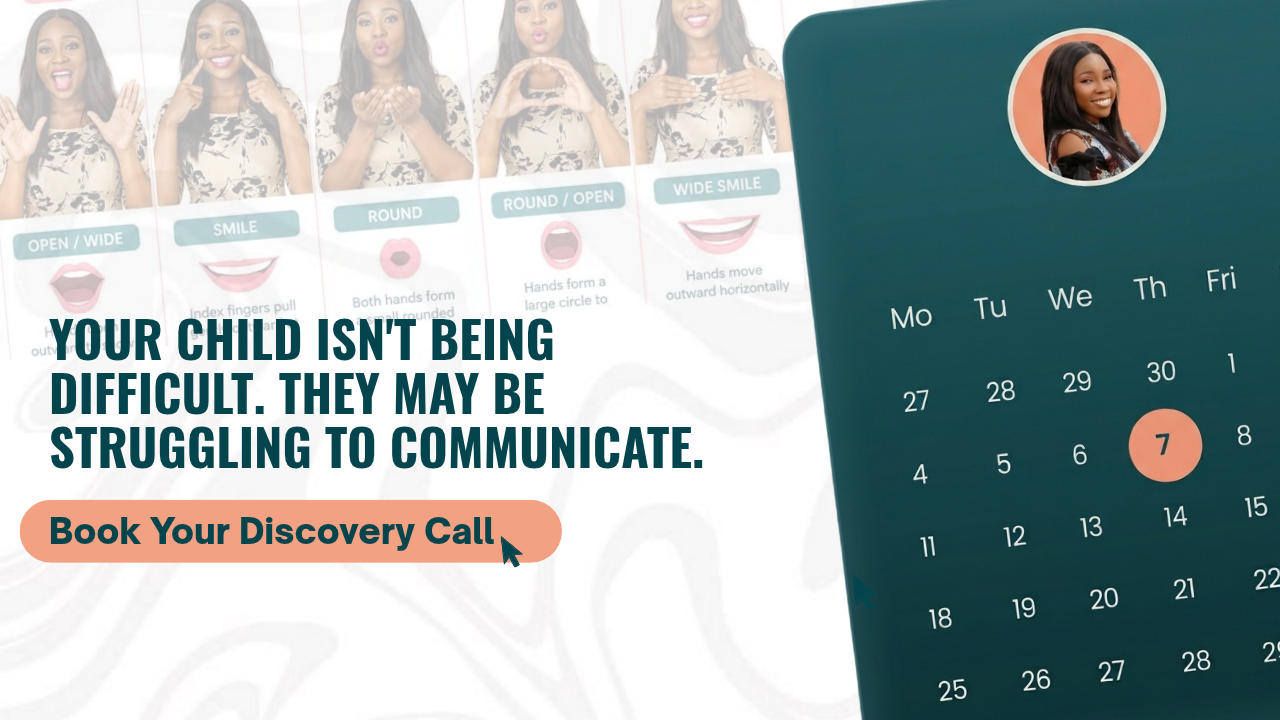 OPEN / WIDE
SMILE
ROUND
ROUND / OPEN
WIDE SMILE
Index fingers pull
Both hands form
small rounded
Hands form a
large circle to
Hands move
outward horizontally
YOUR CHILD ISN'T BEING
DIFFICULT. THEY MAY BE
STRUGGLING TO COMMUNICATE.
Book Your Discovery Call
Mo Tu We Th Fri
27 28 29 30 1
4 5 6 7 8
11 12 13 14 15
18 19 20 21 22
25 26 27 28 29